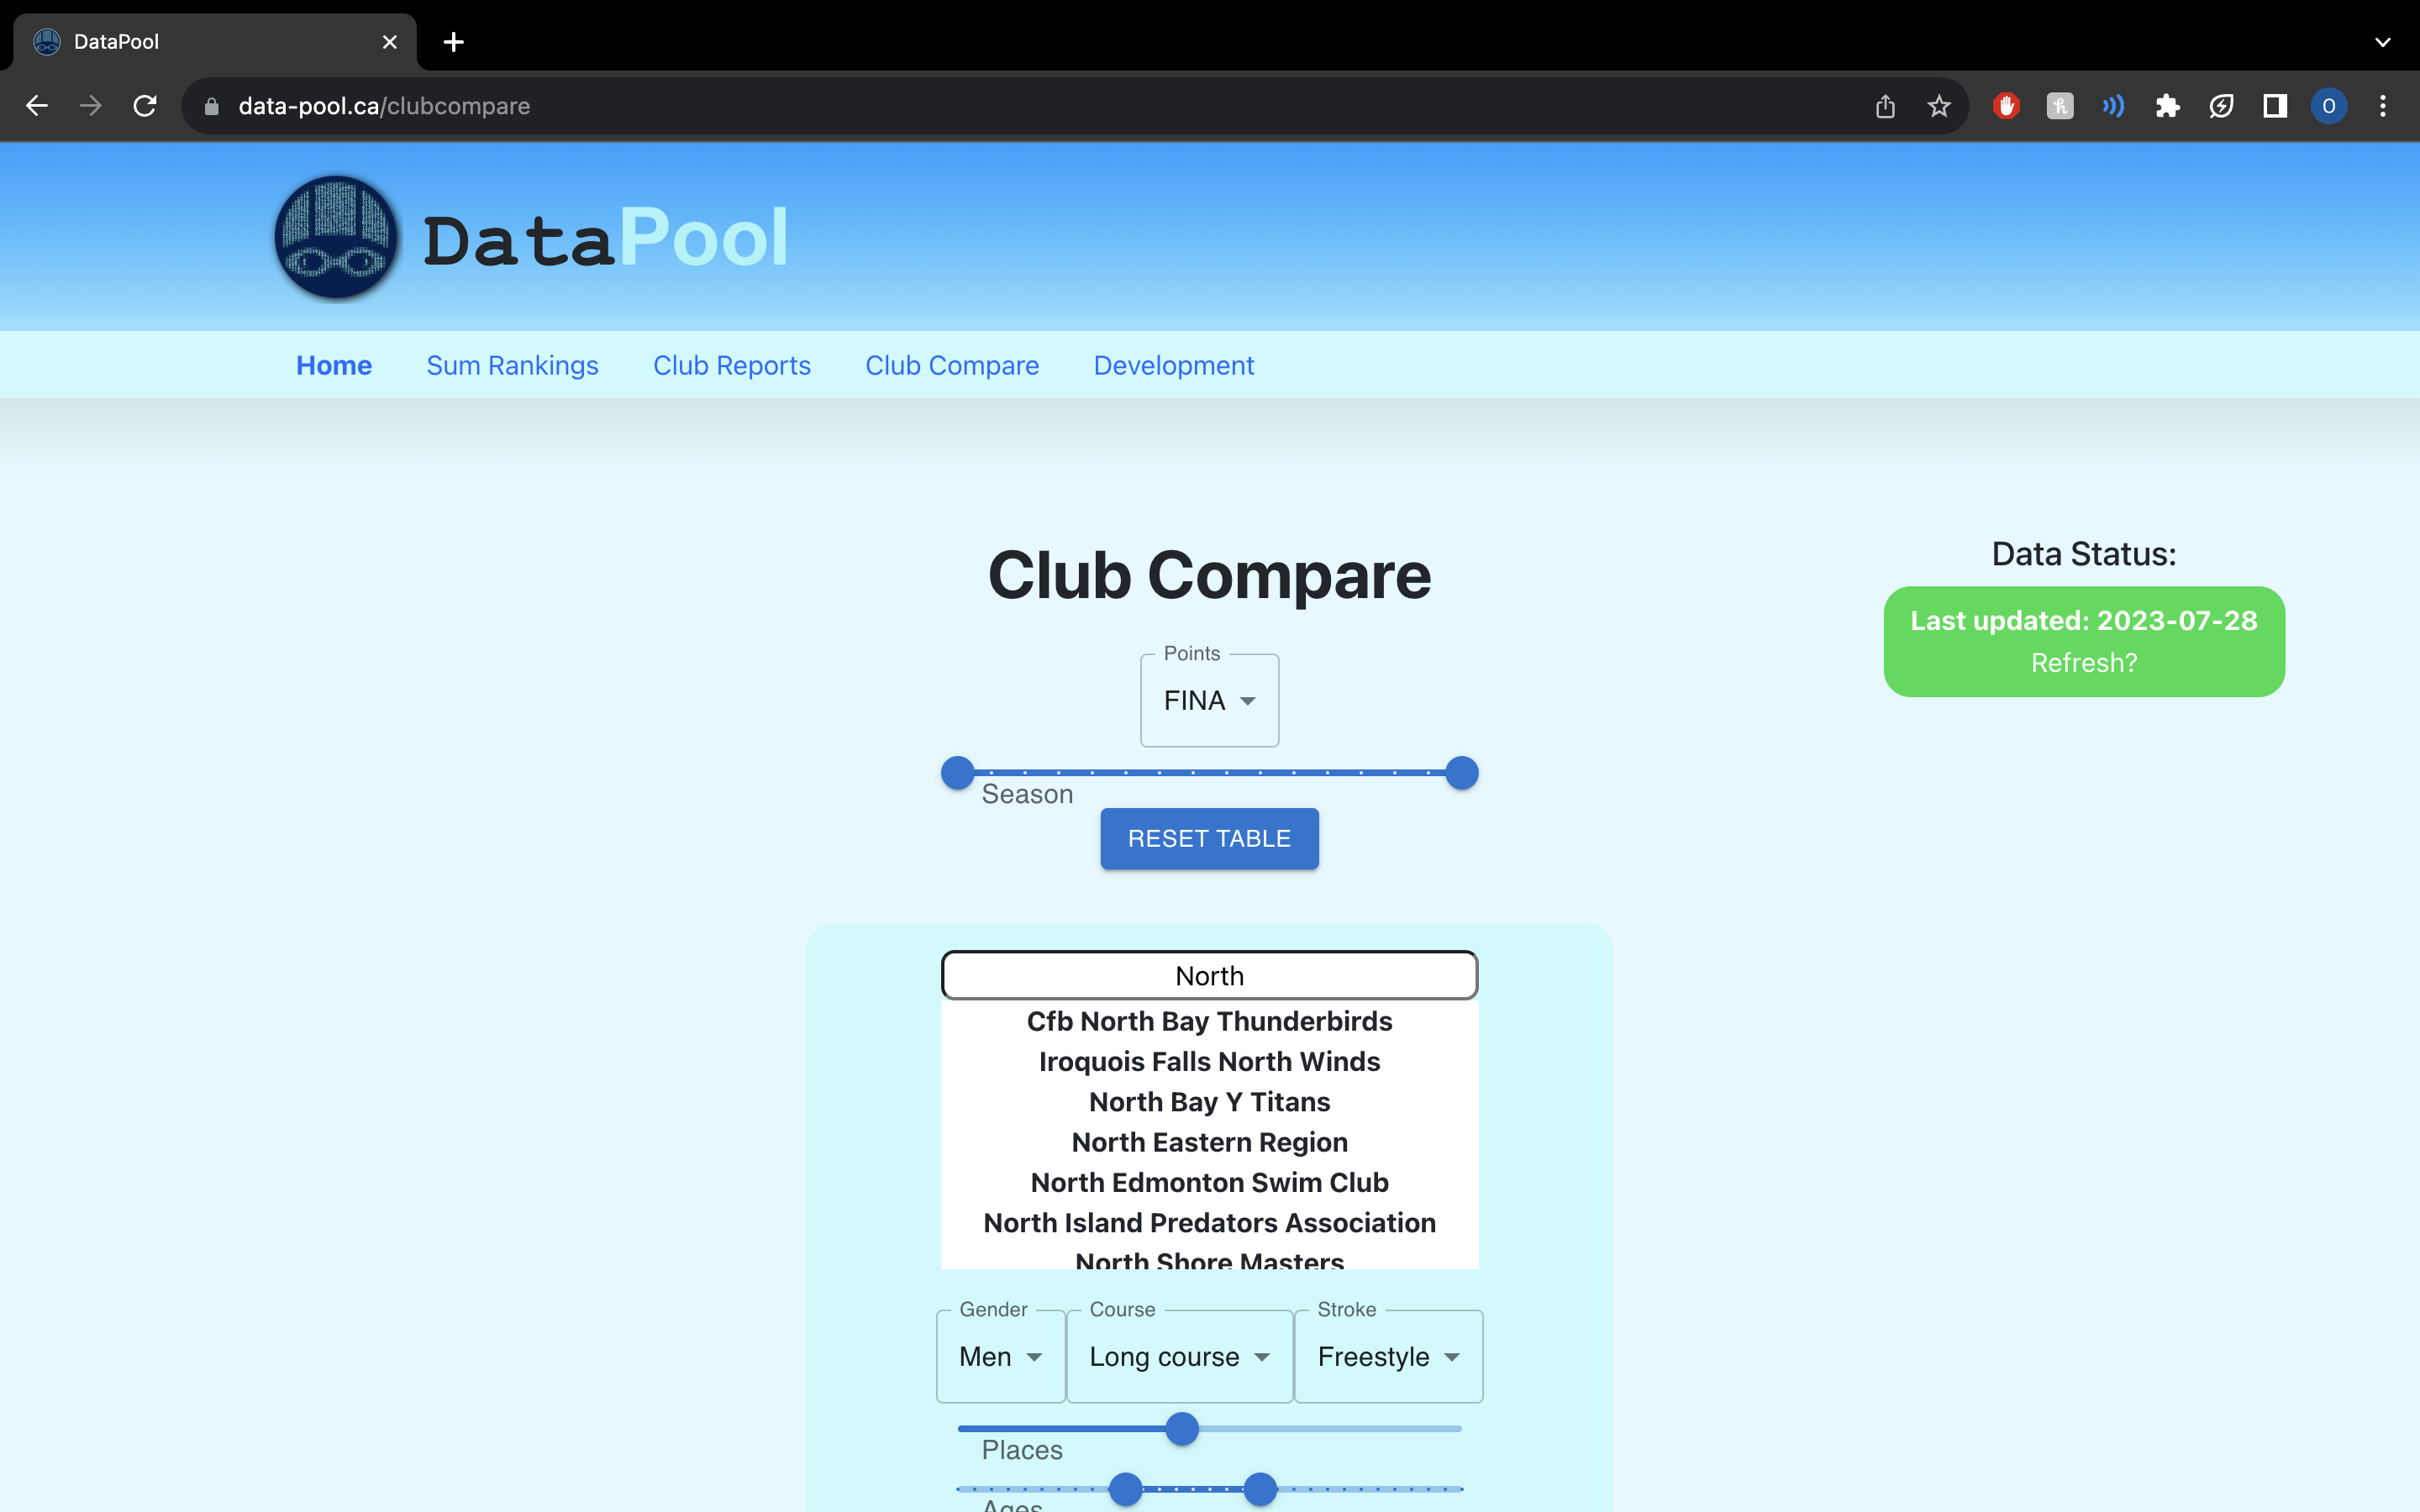 DataPool
data-pool.ca/clubcompare
O
DataPool
Home Sum Rankings Club Reports Club Compare Development
Club Compare
Data Status:
Last updated: 2023-07-28
Refresh?
Points
FINA
Season
RESET TABLE
North
Cfb North Bay Thunderbirds
Iroquois Falls North Winds
North Bay Y Titans
North Eastern Region
North Edmonton Swim Club
North Island Predators Association
North Shore Masters
Gender Course Stroke
Men Long course Freestyle
Places
Ages